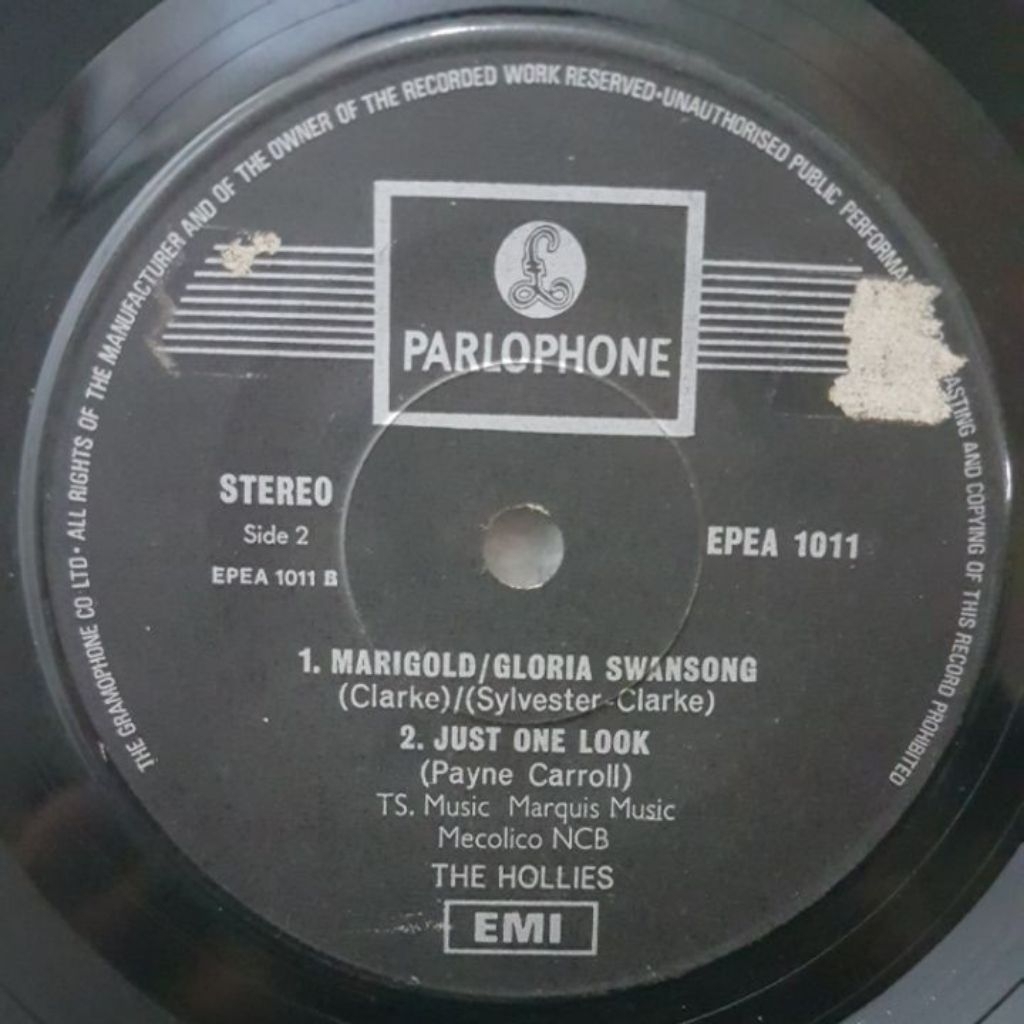 THE GRAMOPHONE CO LTD • ALL RIGHTS OF THE MANUFACTURER AND OF THE OWNER OF THE RECORDED WORK RESERVED • UNAUTHORISED PUBLIC ASTING AND COPYING OF THIS RECORD PROHIBITED
£
PARLOPHONE
STEREO
Side 2
EPEA 1011 B
EPEA 1011
1. MARIGOLD/GLORIA SWANSONG
(Clarke)/(Sylvester-Clarke)
2. JUST ONE LOOK
(Payne Carroll)
TS. Music Marquis Music
Mecolico NCB
THE HOLLIES
EMI